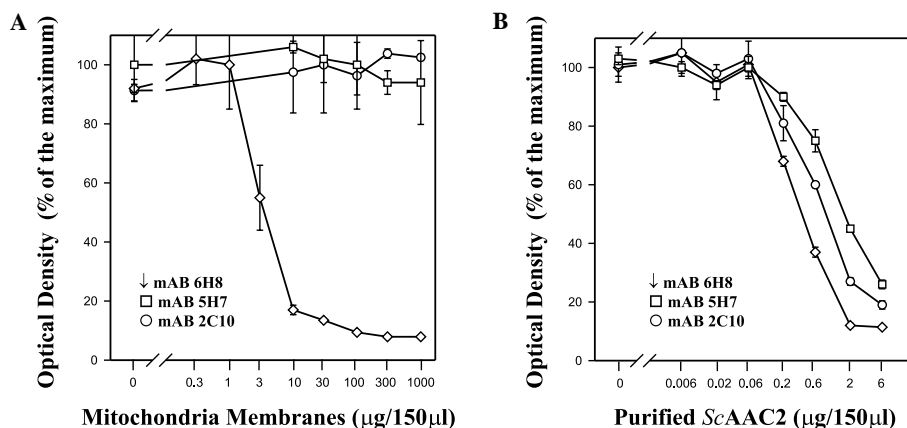 A
Optical Density (% of the maximum)
100
80
60
40
20
0
↓ mAB 6H8
mAB 5H7
mAB 2C10
0 0.3 1 3 10 30 100 300 1000
Mitochondria Membranes (µg/150µl)
B
Optical Density (% of the maximum)
100
80
60
40
20
0
↓ mAB 6H8
mAB 5H7
mAB 2C10
0 0.006 0.02 0.06 0.2 0.6 2 6
Purified ScAAC2 (µg/150µl)